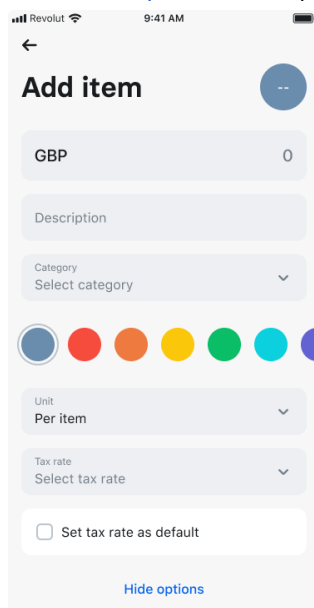 Revolut
9:41 AM
Add item
--
GBP
0
Description
Category
Select category
Unit
Per item
Tax rate
Select tax rate
Set tax rate as default
Hide options